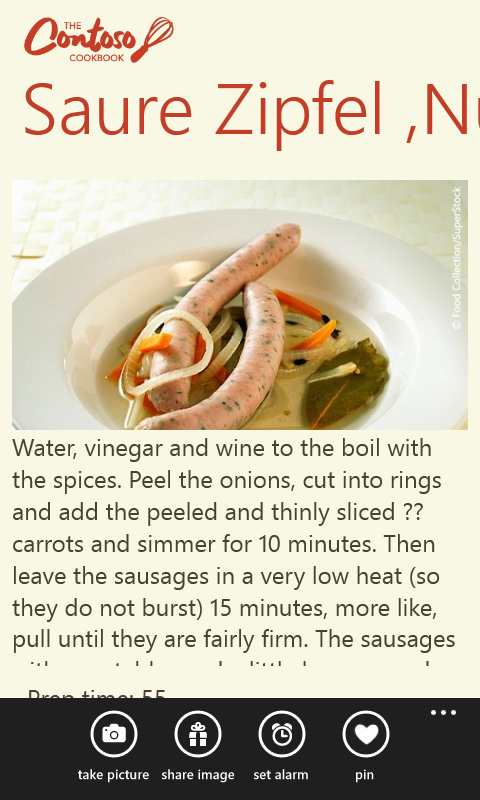 THE
Contoso
COOKBOOK
Saure Zipfel ,N
© Food Collection/SuperStock
Water, vinegar and wine to the boil with
the spices. Peel the onions, cut into rings
and add the peeled and thinly sliced ??
carrots and simmer for 10 minutes. Then
leave the sausages in a very low heat (so
they do not burst) 15 minutes, more like,
pull until they are fairly firm. The sausages
Prep time: 55
take picture share image set alarm pin